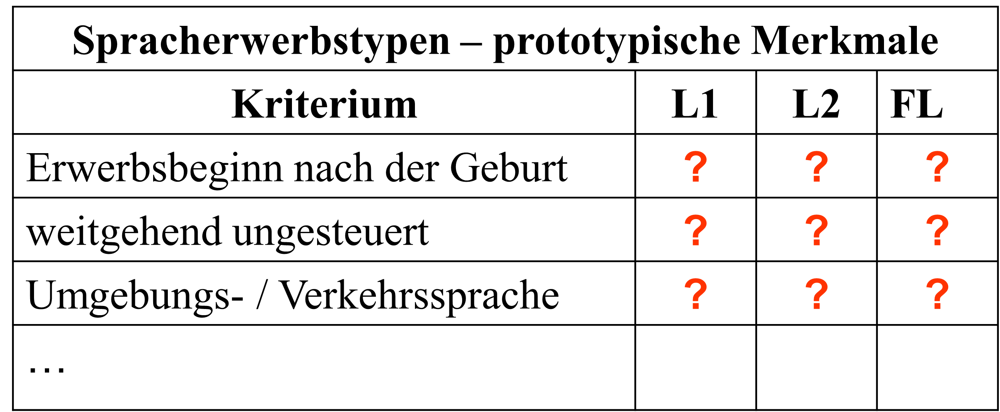 Spracherwerbstypen – prototypische Merkmale
Kriterium L1 L2 FL
Erwerbsbeginn nach der Geburt ? ? ?
weitgehend ungesteuert ? ? ?
Umgebungs- / Verkehrssprache ? ? ?
…